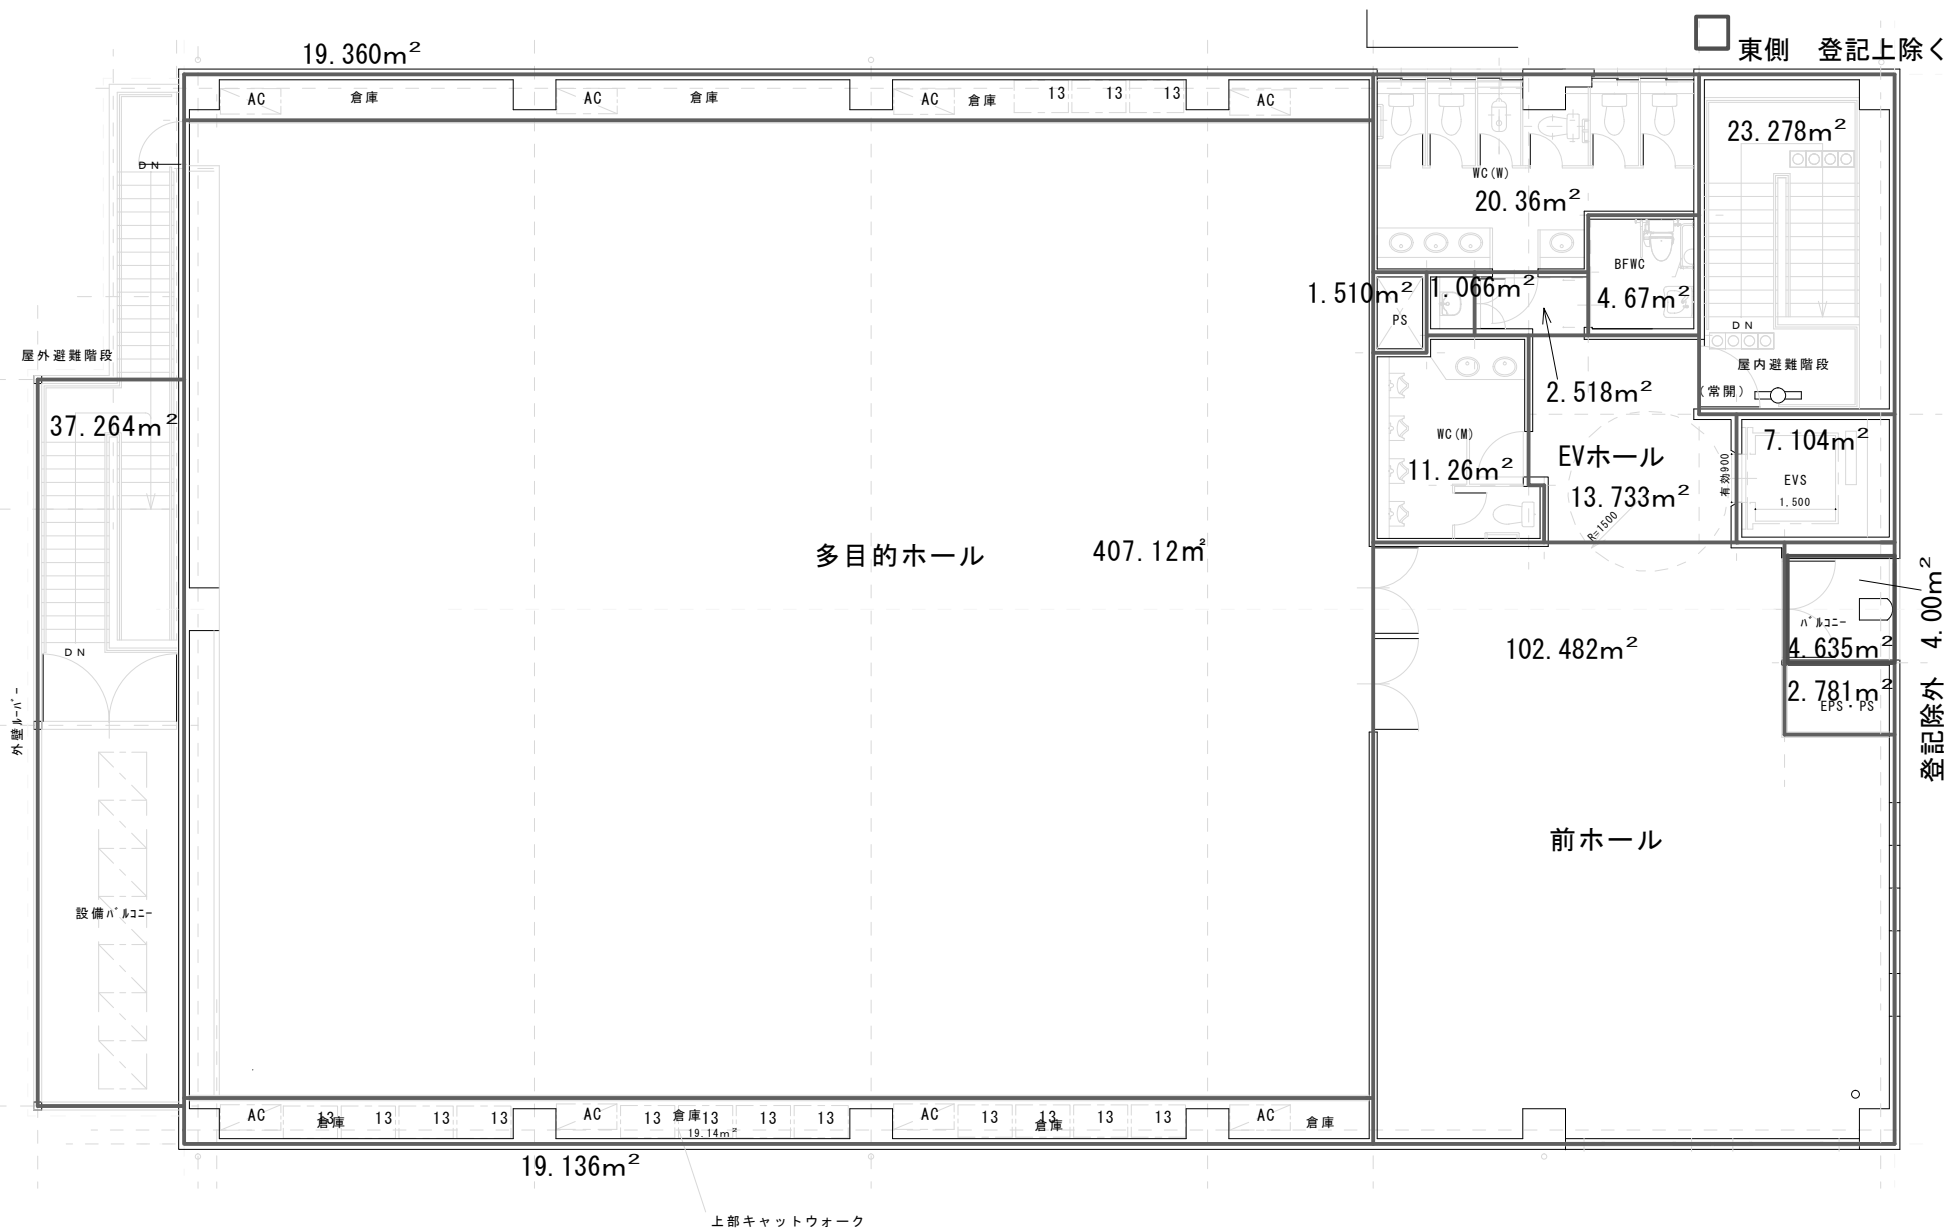 19.360m²
東側 登記上除く
AC
倉庫
AC
倉庫
AC
倉庫
13
13
13
AC
23.278m²
DN
WC(W)
20.36m²
BFWC
4.67m²
1.510m²
1.066m²
PS
DN
屋外避難階段
屋内避難階段
(常開)
2.518m²
37.264m²
WC(M)
11.26m²
EVホール
13.733m²
R=1500
有効900
7.104m²
EVS
1,500
多目的ホール
407.12㎡
DN
バルコニー
4.635m²
登記除外 4.00m²
102.482m²
2.781m²
EPS・PS
外壁ルーバー
前ホール
設備バルコニー
AC
13
倉庫
13
13
13
AC
13
倉庫
13
13
13
19.14m²
AC
13
13
倉庫
13
13
AC
倉庫
19.136m²
上部キャットウォーク